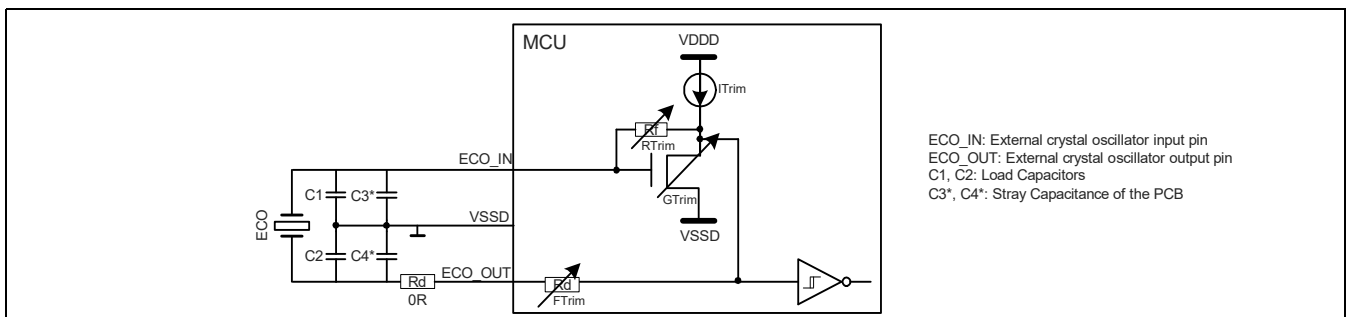 MCU
VDDD
ITrim
Rf
RTrim
ECO_IN
GTrim
C1
C3*
VSSD
VSSD
ECO
C2
C4*
ECO_OUT
Rd
Rd
0R
FTrim
ECO_IN: External crystal oscillator input pin
ECO_OUT: External crystal oscillator output pin
C1, C2: Load Capacitors
C3*, C4*: Stray Capacitance of the PCB